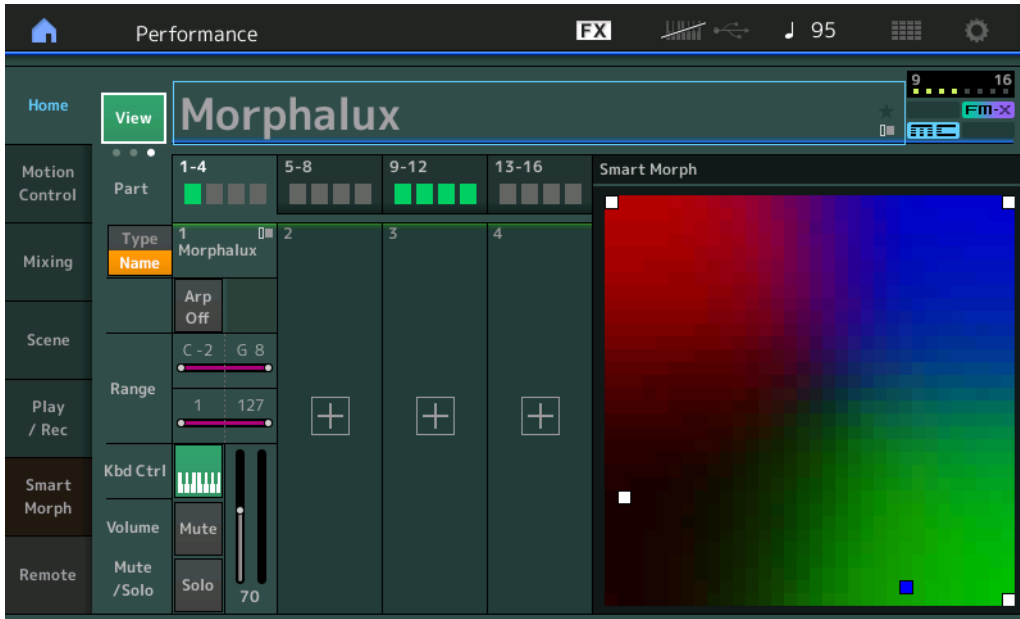 Performance
FX
95
Home
View
Morphalux
9 16
FM-X
MC
Motion
Control
Part
1-4
5-8
9-12
13-16
Smart Morph
Mixing
Type
Name
1
Morphalux
2
3
4
Arp
Off
Scene
C -2 G 8
Range
1 127
Play
/ Rec
Kbd Ctrl
Smart
Morph
Volume
Mute
Remote
Mute
/Solo
Solo
70